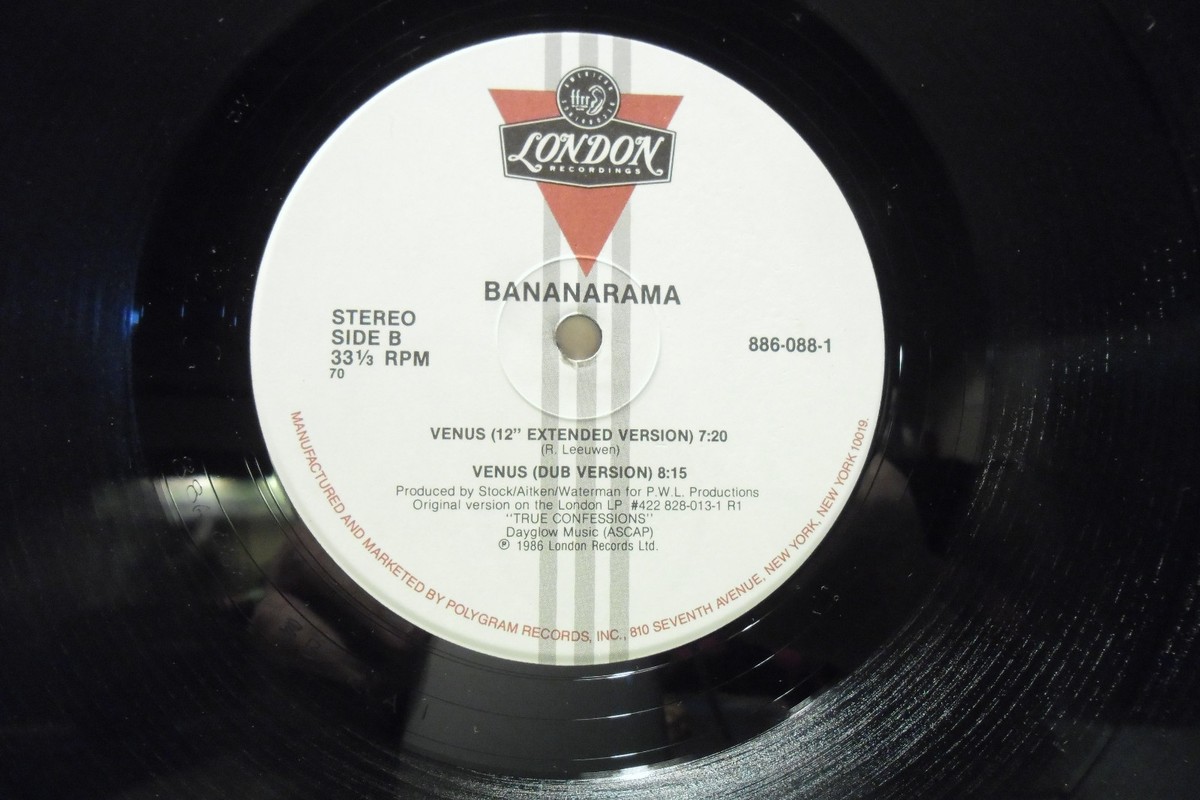 AMERICAN
ffrr
RECORDINGS
LONDON
RECORDINGS
BANANARAMA
STEREO
SIDE B
33⅓ RPM
70
886-088-1
VENUS (12" EXTENDED VERSION) 7:20
(R. Leeuwen)
VENUS (DUB VERSION) 8:15
Produced by Stock/Aitken/Waterman for P.W.L. Productions
Original version on the London LP #422 828-013-1 R1
"TRUE CONFESSIONS"
Dayglow Music (ASCAP)
℗ 1986 London Records Ltd.
MANUFACTURED AND MARKETED BY POLYGRAM RECORDS, INC., 810 SEVENTH AVENUE, NEW YORK, NEW YORK 10019.